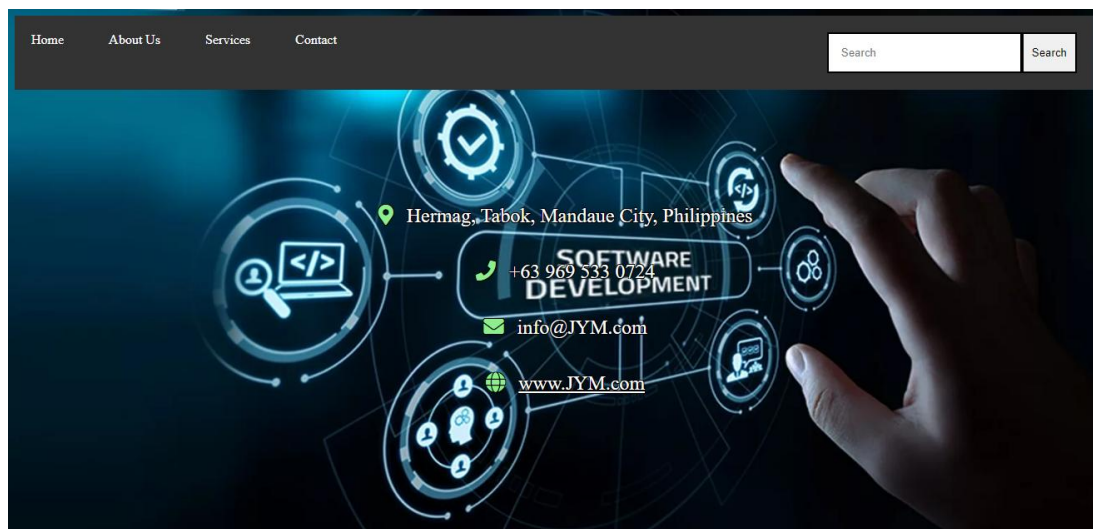 Home About Us Services Contact Search Search
Hermag, Tabok, Mandaue City, Philippines
</>
</>
SOFTWARE
+63 969 533 0724
DEVELOPMENT
info@JYM.com
www.JYM.com